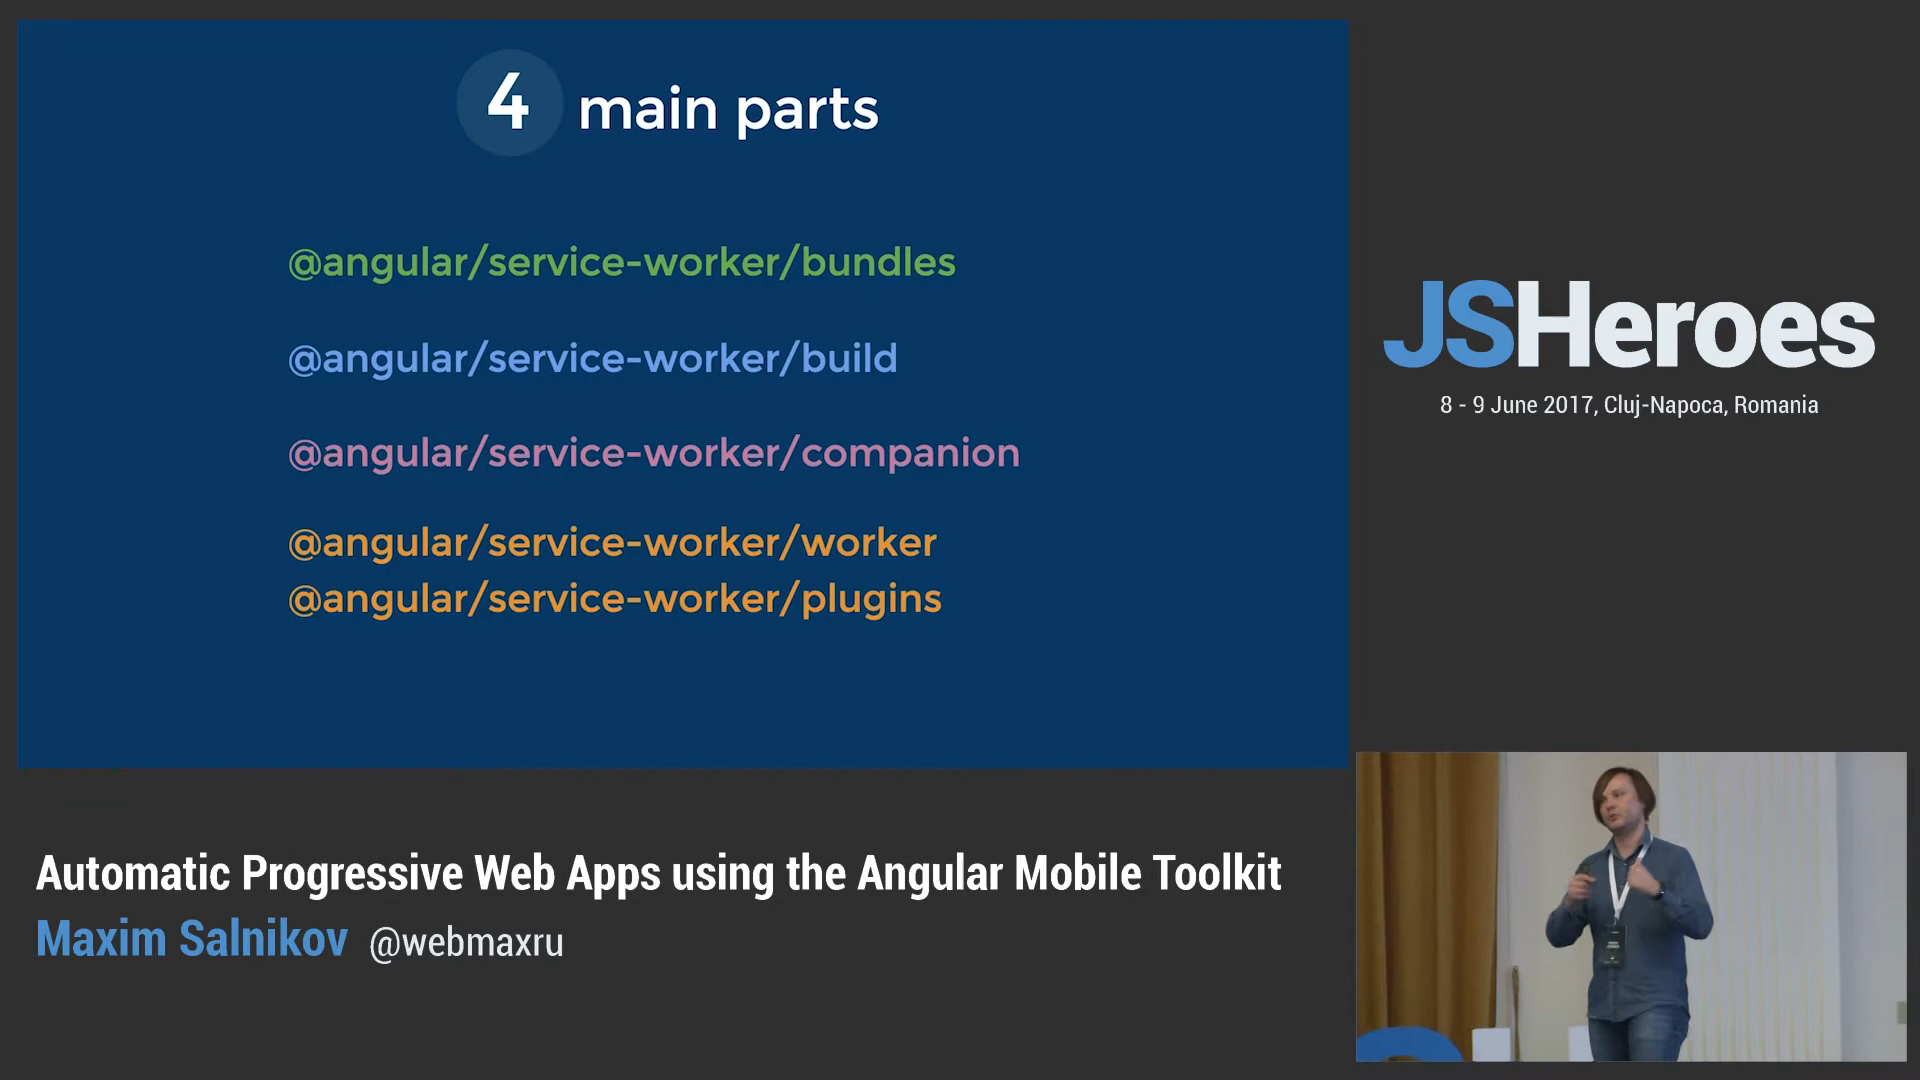 4 main parts
@angular/service-worker/bundles
@angular/service-worker/build
@angular/service-worker/companion
@angular/service-worker/worker
@angular/service-worker/plugins
JSHeroes
8 - 9 June 2017, Cluj-Napoca, Romania
Automatic Progressive Web Apps using the Angular Mobile Toolkit
Maxim Salnikov @webmaxru